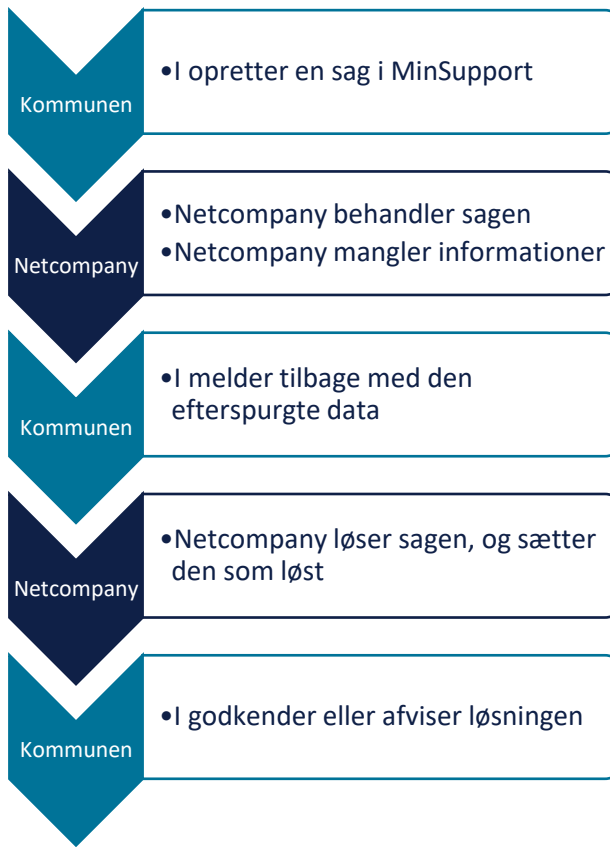 Kommunen
•I opretter en sag i MinSupport
Netcompany
•Netcompany behandler sagen
•Netcompany mangler informationer
Kommunen
•I melder tilbage med den
efterspurgte data
Netcompany
•Netcompany løser sagen, og sætter
den som løst
Kommunen
•I godkender eller afviser løsningen